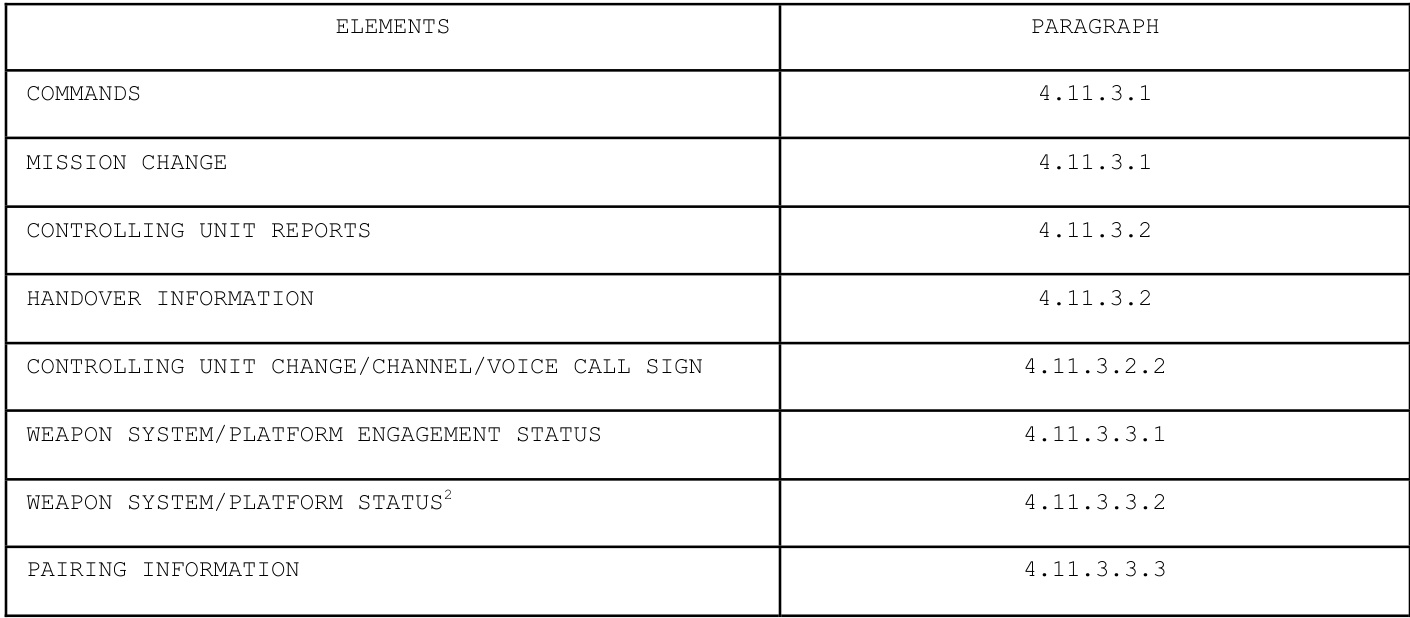 ELEMENTS PARAGRAPH
COMMANDS 4.11.3.1
MISSION CHANGE 4.11.3.1
CONTROLLING UNIT REPORTS 4.11.3.2
HANDOVER INFORMATION 4.11.3.2
CONTROLLING UNIT CHANGE/CHANNEL/VOICE CALL SIGN 4.11.3.2.2
WEAPON SYSTEM/PLATFORM ENGAGEMENT STATUS 4.11.3.3.1
WEAPON SYSTEM/PLATFORM STATUS² 4.11.3.3.2
PAIRING INFORMATION 4.11.3.3.3